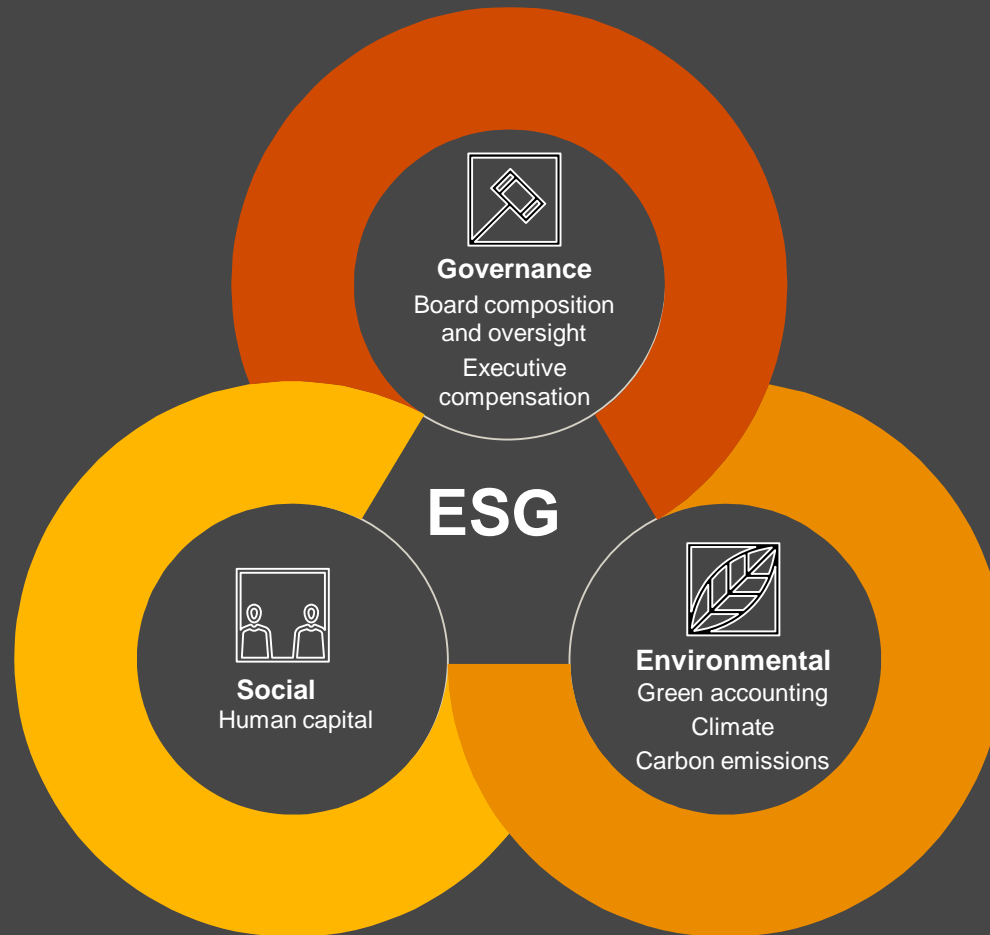 Governance
Board composition
and oversight
Executive
compensation
ESG
Social
Human capital
Environmental
Green accounting
Climate
Carbon emissions